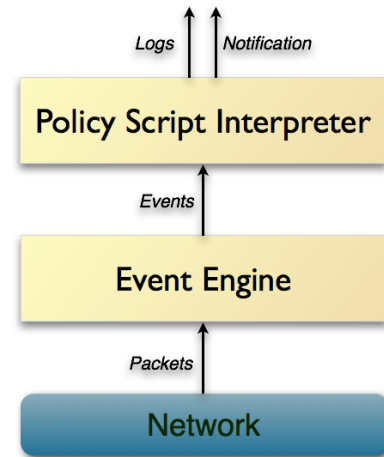 Logs Notification
Policy Script Interpreter
Events
Event Engine
Packets
Network